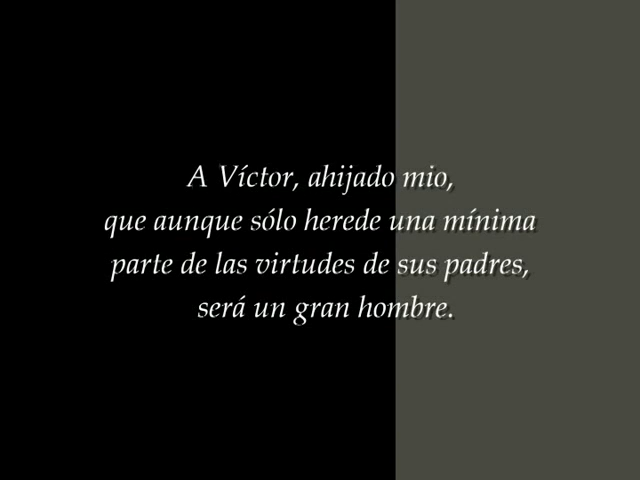 A Víctor, ahijado mio,
que aunque sólo herede una mínima
parte de las virtudes de sus padres,
será un gran hombre.